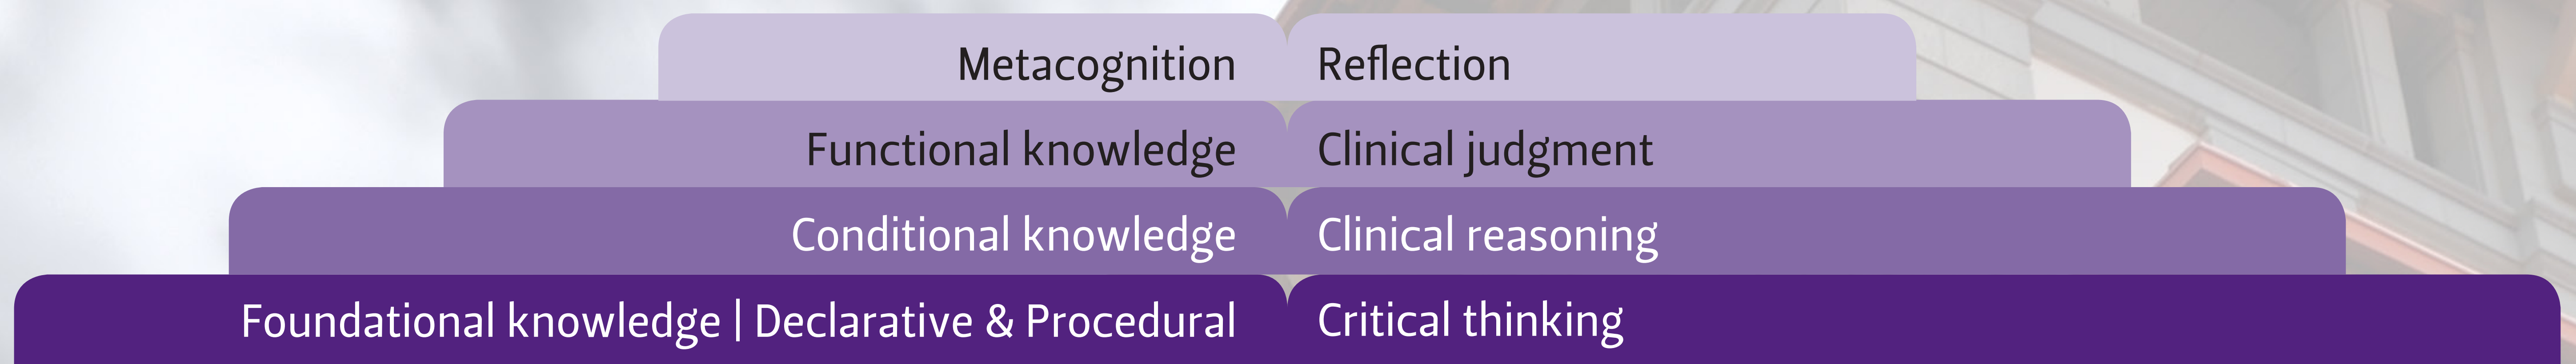 Metacognition Reflection
Functional knowledge Clinical judgment
Conditional knowledge Clinical reasoning
Foundational knowledge | Declarative & Procedural Critical thinking